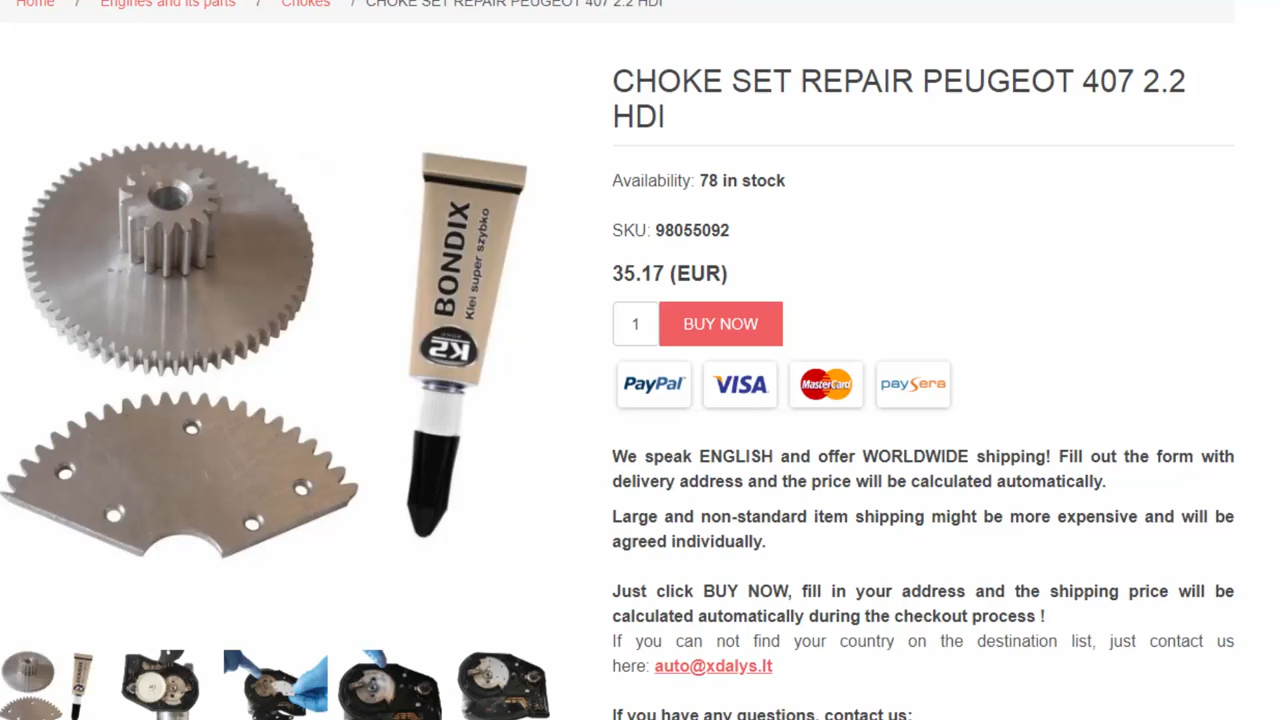 Home / Engines and its parts / Chokes / CHOKE SET REPAIR PEUGEOT 407 2.2 HDI
CHOKE SET REPAIR PEUGEOT 407 2.2
HDI
Availability: 78 in stock
SKU: 98055092
35.17 (EUR)
1 BUY NOW
PayPal VISA MasterCard paysera
We speak ENGLISH and offer WORLDWIDE shipping! Fill out the form with
delivery address and the price will be calculated automatically.
Large and non-standard item shipping might be more expensive and will be
agreed individually.
Just click BUY NOW, fill in your address and the shipping price will be
calculated automatically during the checkout process !
If you can not find your country on the destination list, just contact us
here: auto@xdalys.lt
If you have any questions, contact us:
BONDIX
Klei super szybko
K2